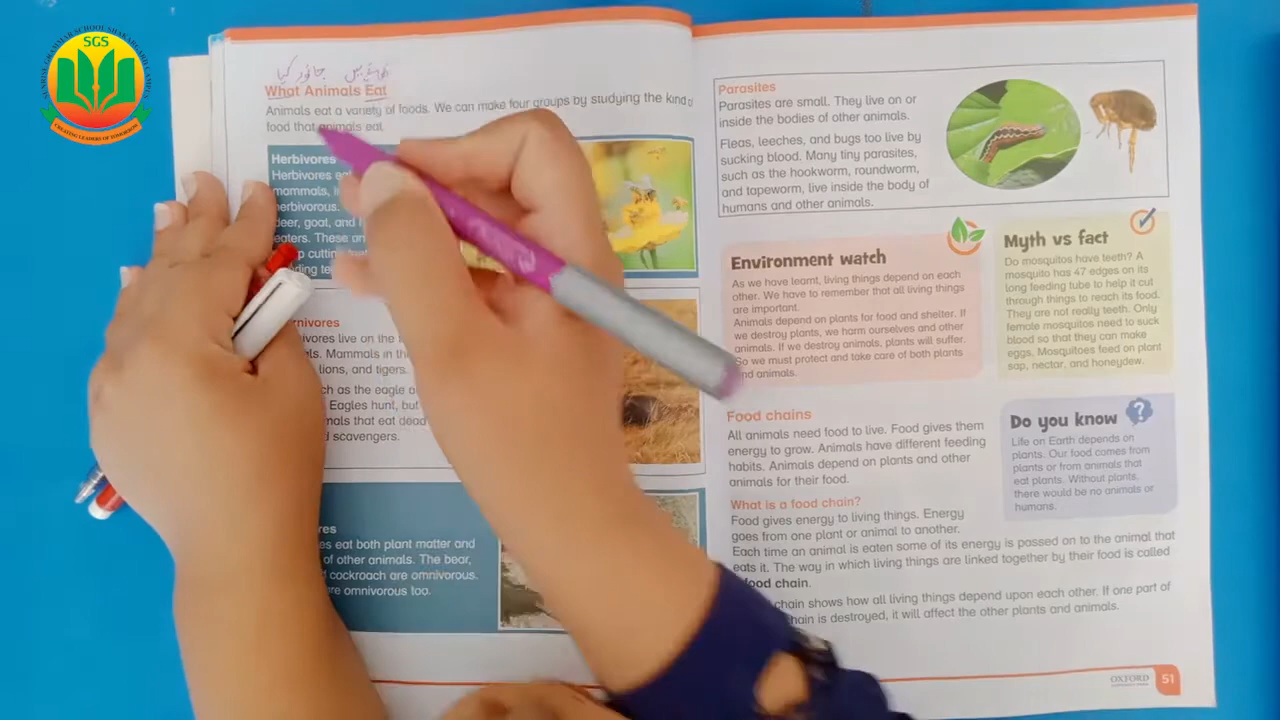 SGS
SUNRISE GRAMMAR SCHOOL SHAKARGARH CAMPUS
CREATING LEADERS OF TOMORROW
جانور کیا کھاتے ہیں
What Animals Eat
Animals eat a variety of foods. We can make four groups by studying the kind of
food that animals eat.
Herbivores
Herbivores eat
mammals,
herbivorous.
deer, goat, and
eaters. These
cutting
ivores live on the
Mammals in the
lions, and tigers.
such as the eagle
Eagles hunt, but
that eat dead
scavengers.
eat both plant matter and
of other animals. The bear,
cockroach are omnivorous.
are omnivorous too.
Parasites
Parasites are small. They live on or
inside the bodies of other animals.
Fleas, leeches, and bugs too live by
sucking blood. Many tiny parasites,
such as the hookworm, roundworm,
and tapeworm, live inside the body of
humans and other animals.
Environment watch
As we have learnt, living things depend on each
other. We have to remember that all living things
are important.
Animals depend on plants for food and shelter. If
we destroy plants, we harm ourselves and other
animals. If we destroy animals, plants will suffer.
So we must protect and take care of both plants
and animals.
Myth vs fact
Do mosquitos have teeth? A
mosquito has 47 edges on its
long feeding tube to help it cut
through things to reach its food.
They are not really teeth. Only
female mosquitos need to suck
blood so that they can make
eggs. Mosquitoes feed on plant
sap, nectar, and honeydew.
Food chains
All animals need food to live. Food gives them
energy to grow. Animals have different feeding
habits. Animals depend on plants and other
animals for their food.
Do you know ?
Life on Earth depends on
plants. Our food comes from
plants or from animals that
eat plants. Without plants,
there would be no animals or
humans.
What is a food chain?
Food gives energy to living things. Energy
goes from one plant or animal to another.
Each time an animal is eaten some of its energy is passed on to the animal that
eats it. The way in which living things are linked together by their food is called
food chain.
chain shows how all living things depend upon each other. If one part of
chain is destroyed, it will affect the other plants and animals.
OXFORD
51